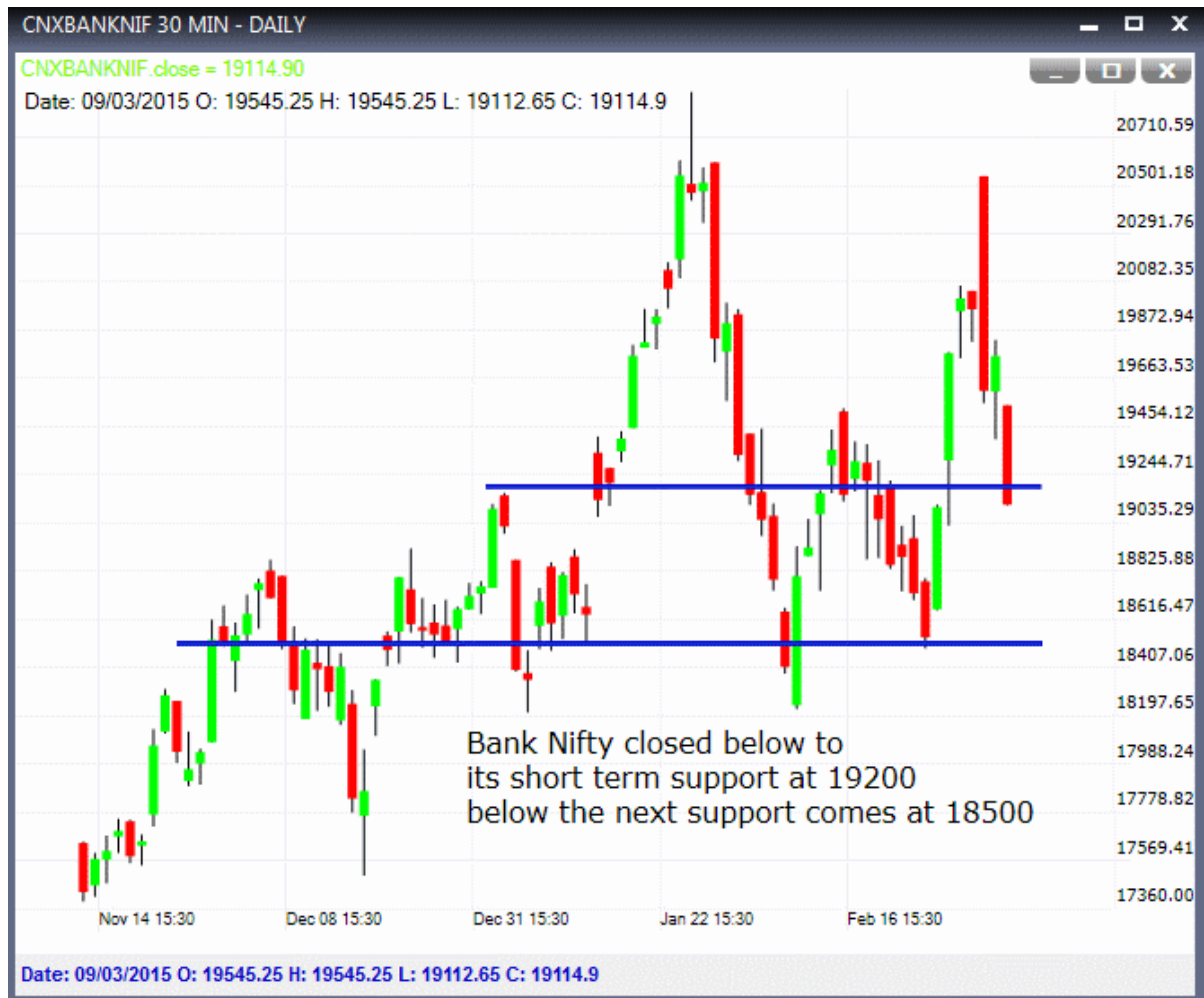 CNXBANKNIF 30 MIN - DAILY
CNXBANKNIF.close = 19114.90
Date: 09/03/2015 O: 19545.25 H: 19545.25 L: 19112.65 C: 19114.9
20710.59
20501.18
20291.76
20082.35
19872.94
19663.53
19454.12
19244.71
19035.29
18825.88
18616.47
18407.06
18197.65
17988.24
17778.82
17569.41
17360.00
Bank Nifty closed below to
its short term support at 19200
below the next support comes at 18500
Nov 14 15:30 Dec 08 15:30 Dec 31 15:30 Jan 22 15:30 Feb 16 15:30
Date: 09/03/2015 O: 19545.25 H: 19545.25 L: 19112.65 C: 19114.9